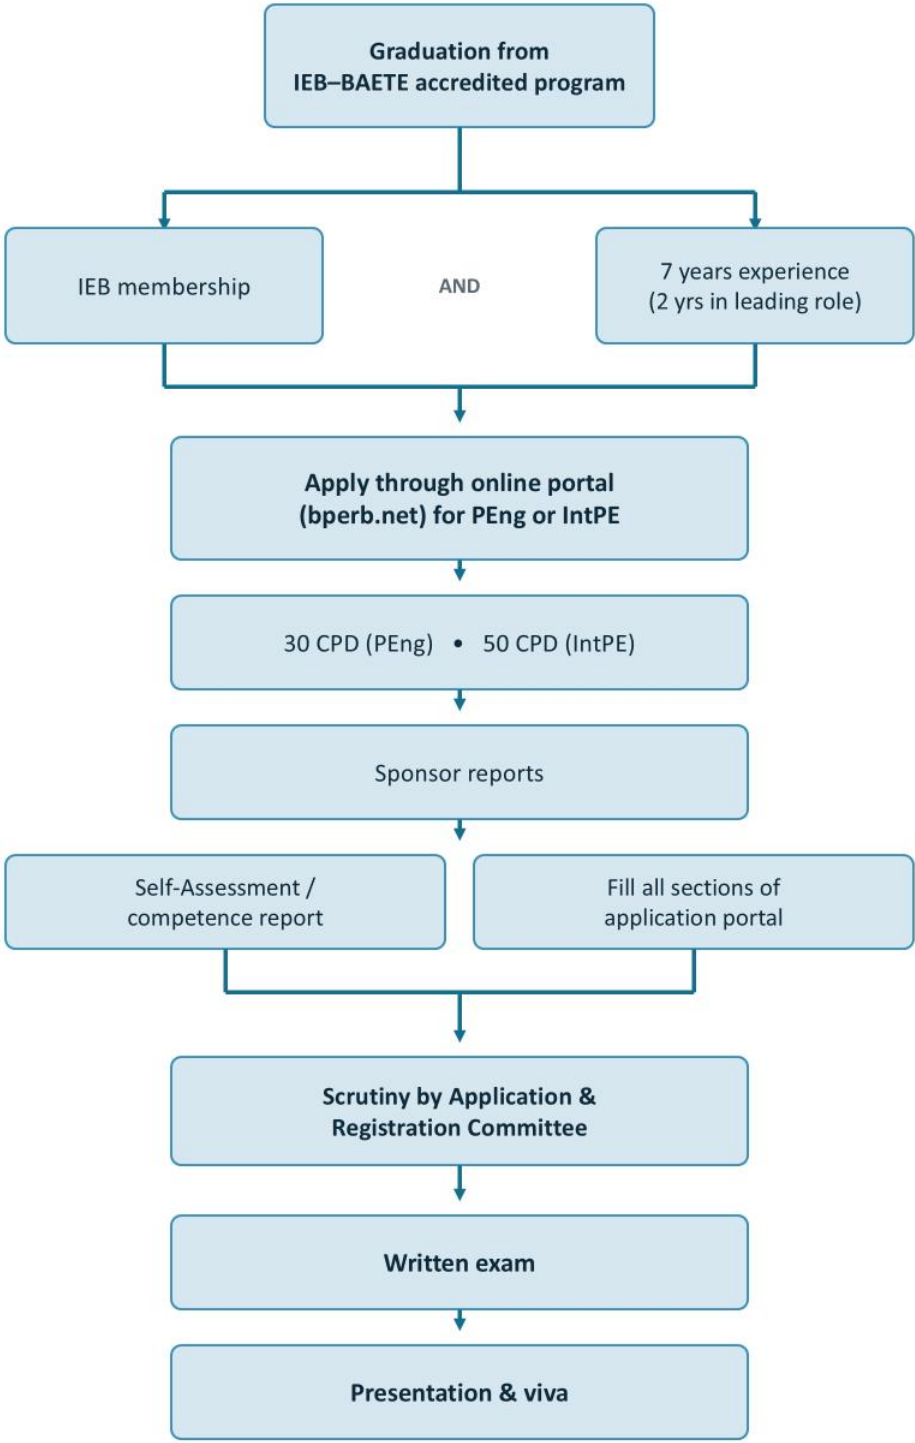 Graduation from
IEB–BAETE accredited program
IEB membership
AND
7 years experience
(2 yrs in leading role)
Apply through online portal
(bperb.net) for PEng or IntPE
30 CPD (PEng) • 50 CPD (IntPE)
Sponsor reports
Self-Assessment /
competence report
Fill all sections of
application portal
Scrutiny by Application &
Registration Committee
Written exam
Presentation & viva